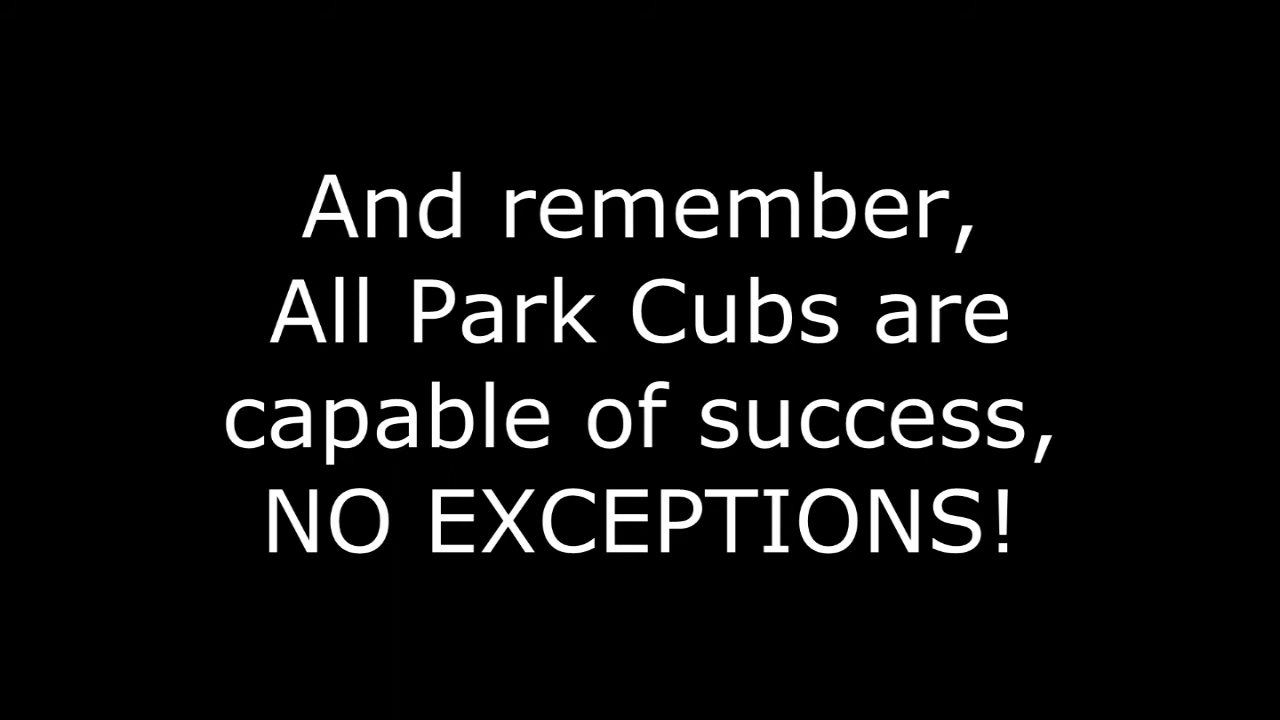 And remember,
All Park Cubs are
capable of success,
NO EXCEPTIONS!